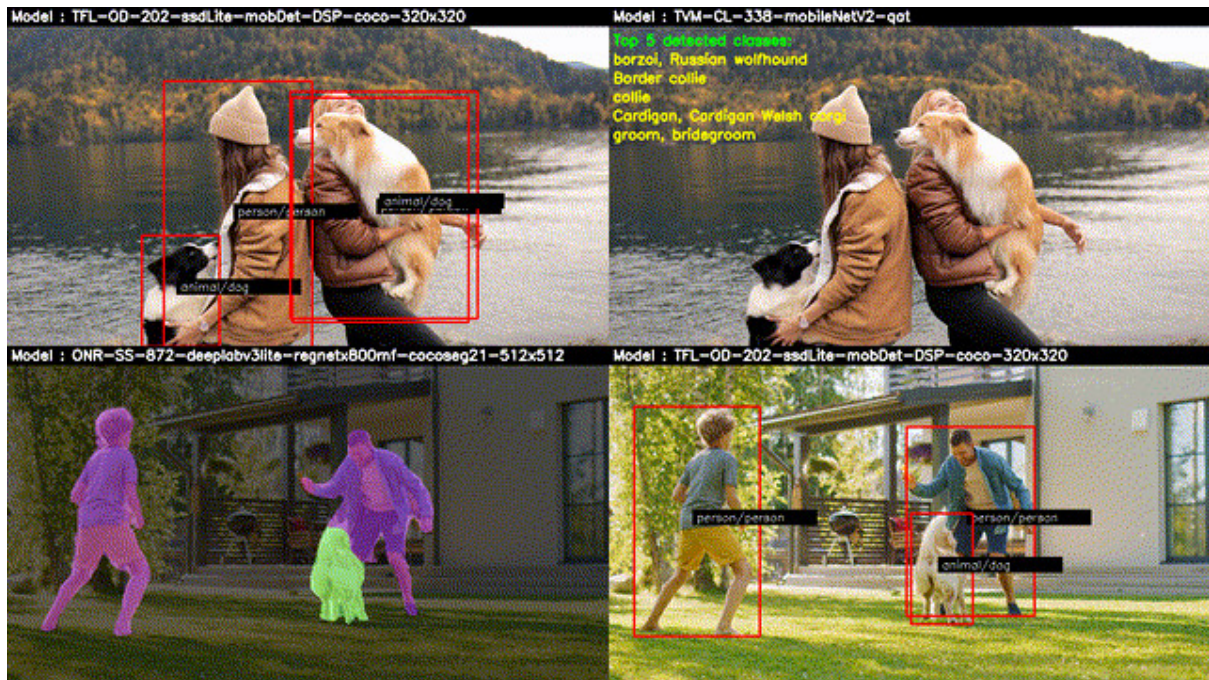 Model : TFL-OD-202-ssdLite-mobDet-DSP-coco-320x320
person/person
animal/dog
animal/dog
Model : TVM-CL-338-mobileNetV2-qat
Top 5 detected classes:
borzoi, Russian wolfhound
Border collie
collie
Cardigan, Cardigan Welsh corgi
groom, bridegroom
Model : ONR-SS-872-deeplabv3lite-regnetx800mf-cocoseg21-512x512
Model : TFL-OD-202-ssdLite-mobDet-DSP-coco-320x320
person/person
person/person
animal/dog